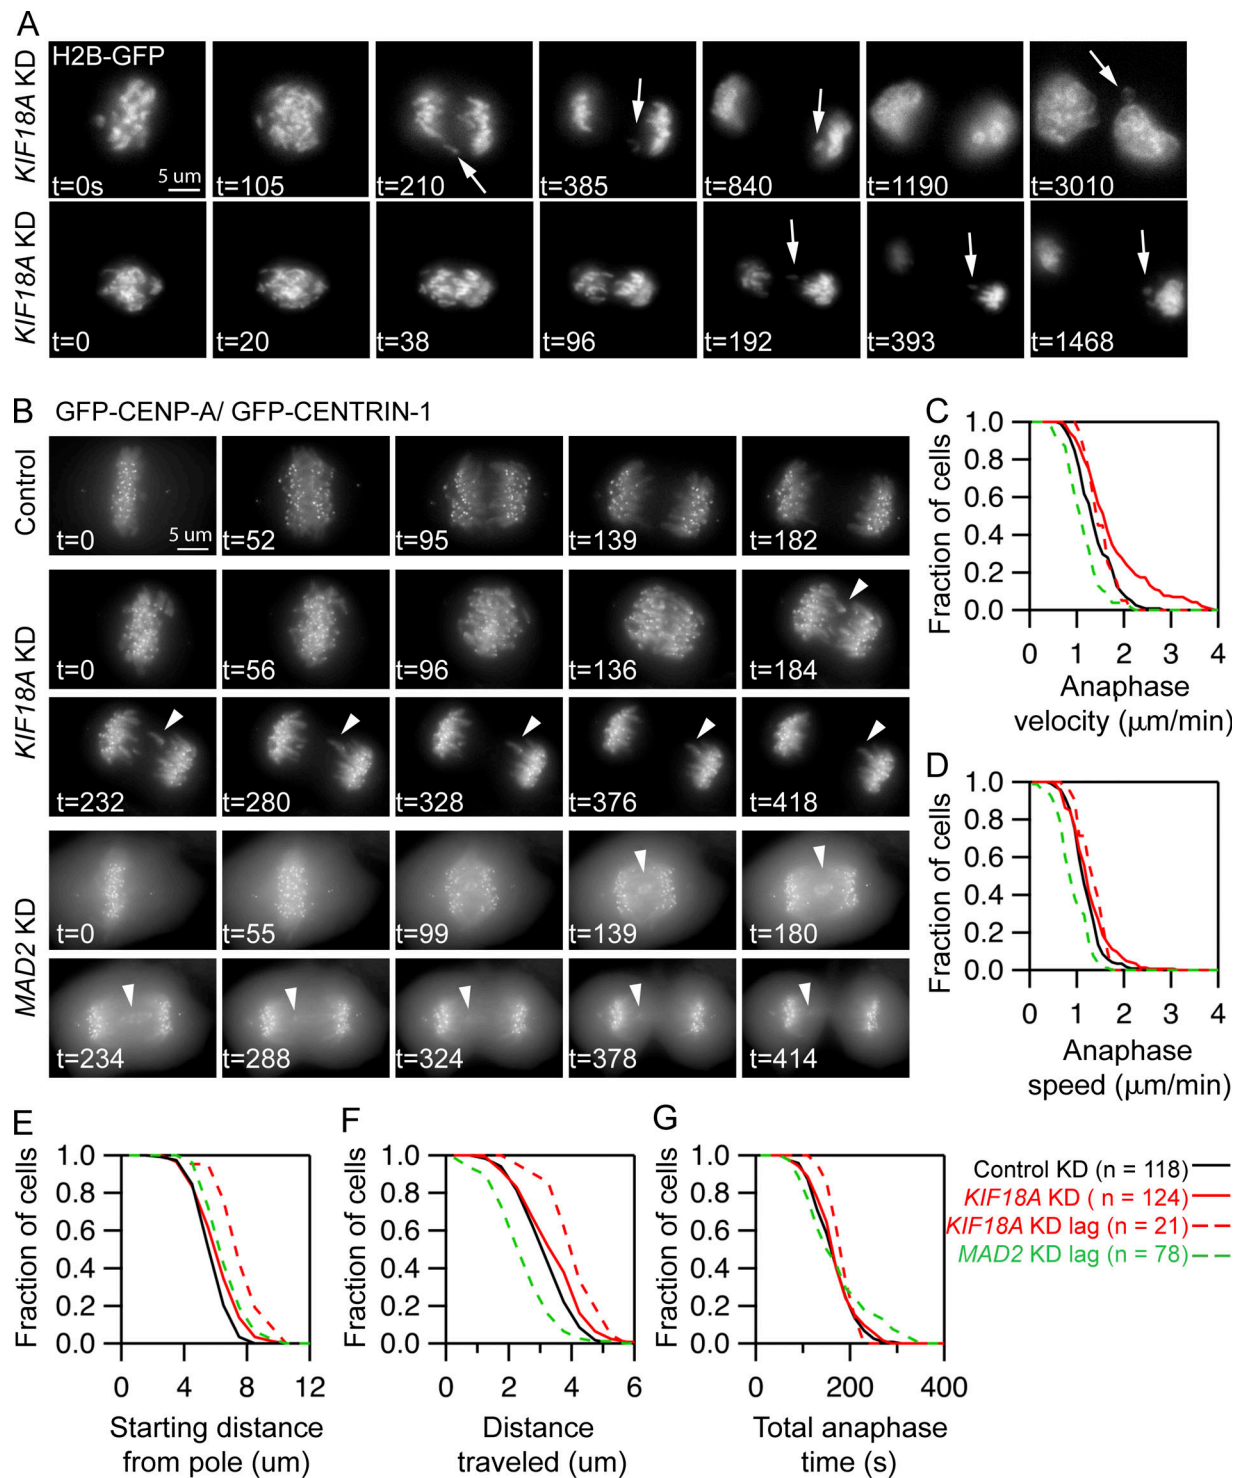 A
KIF18A KD
H2B-GFP
t=0s
5 um
t=105
t=210
t=385
t=840
t=1190
t=3010
KIF18A KD
t=0
t=20
t=38
t=96
t=192
t=393
t=1468
B
GFP-CENP-A/ GFP-CENTRIN-1
Control
t=0
5 um
t=52
t=95
t=139
t=182
KIF18A KD
t=0
t=56
t=96
t=136
t=184
t=232
t=280
t=328
t=376
t=418
MAD2 KD
t=0
t=55
t=99
t=139
t=180
t=234
t=288
t=324
t=378
t=414
C
Fraction of cells
1.0
0.8
0.6
0.4
0.2
0.0
0 1 2 3 4
Anaphase
velocity (μm/min)
D
Fraction of cells
1.0
0.8
0.6
0.4
0.2
0.0
0 1 2 3 4
Anaphase
speed (μm/min)
E
Fraction of cells
1.0
0.8
0.6
0.4
0.2
0.0
0 4 8 12
Starting distance
from pole (um)
F
Fraction of cells
1.0
0.8
0.6
0.4
0.2
0.0
0 2 4 6
Distance
traveled (um)
G
Fraction of cells
1.0
0.8
0.6
0.4
0.2
0.0
0 200 400
Total anaphase
time (s)
Control KD (n = 118)
KIF18A KD ( n = 124)
KIF18A KD lag (n = 21)
MAD2 KD lag (n = 78)